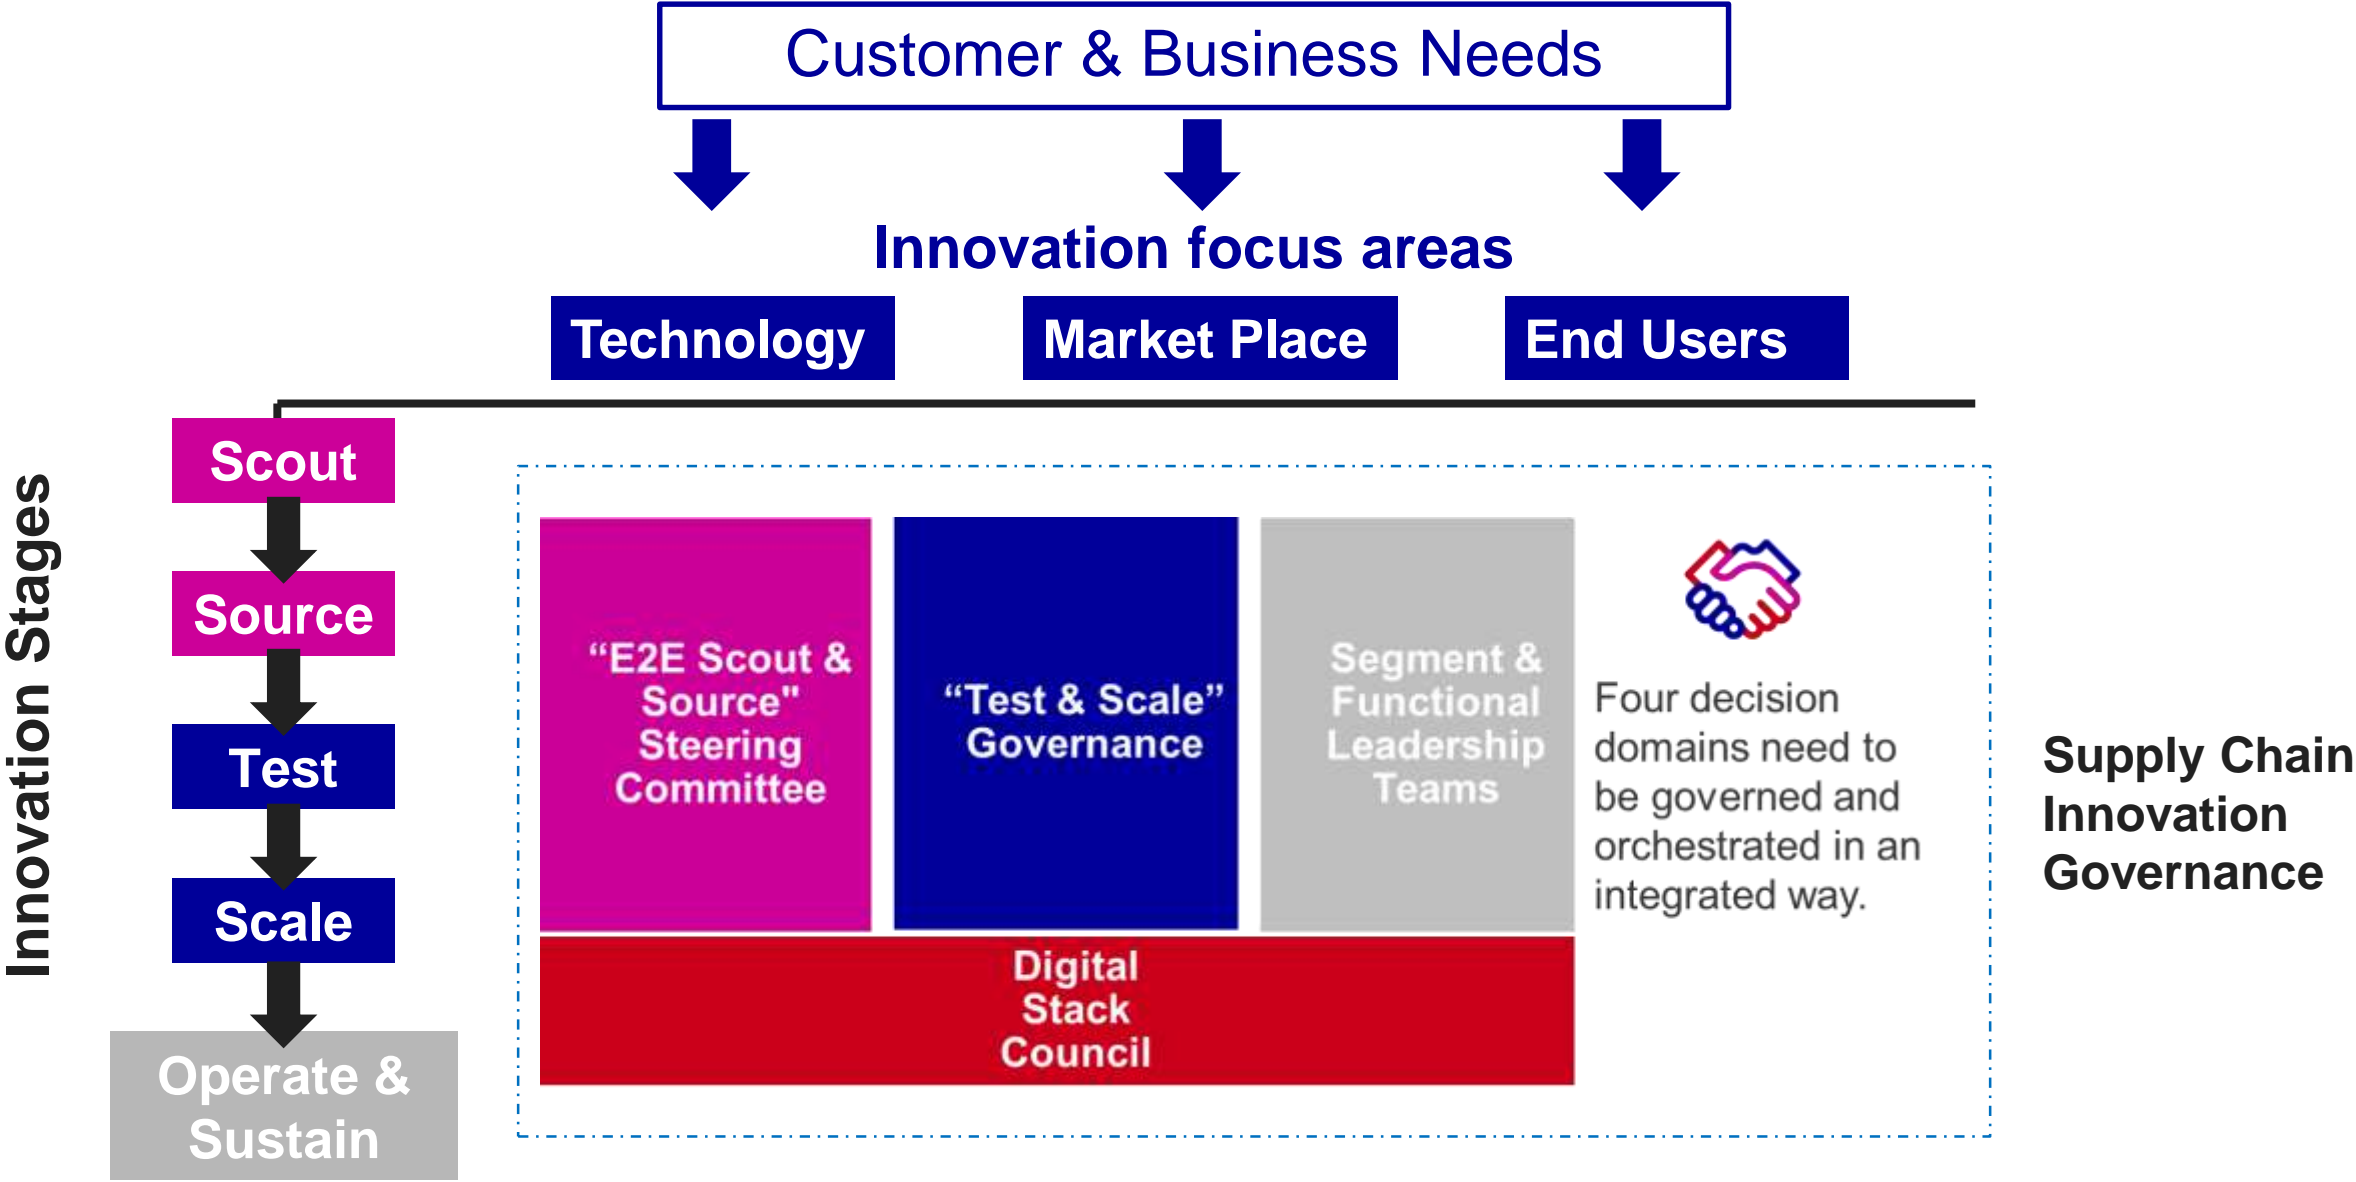 Customer & Business Needs
Innovation focus areas
Technology
Market Place
End Users
Innovation Stages
Scout
Source
Test
Scale
Operate &
Sustain
“E2E Scout &
Source"
Steering
Committee
“Test & Scale”
Governance
Segment &
Functional
Leadership
Teams
Digital
Stack
Council
Four decision
domains need to
be governed and
orchestrated in an
integrated way.
Supply Chain
Innovation
Governance